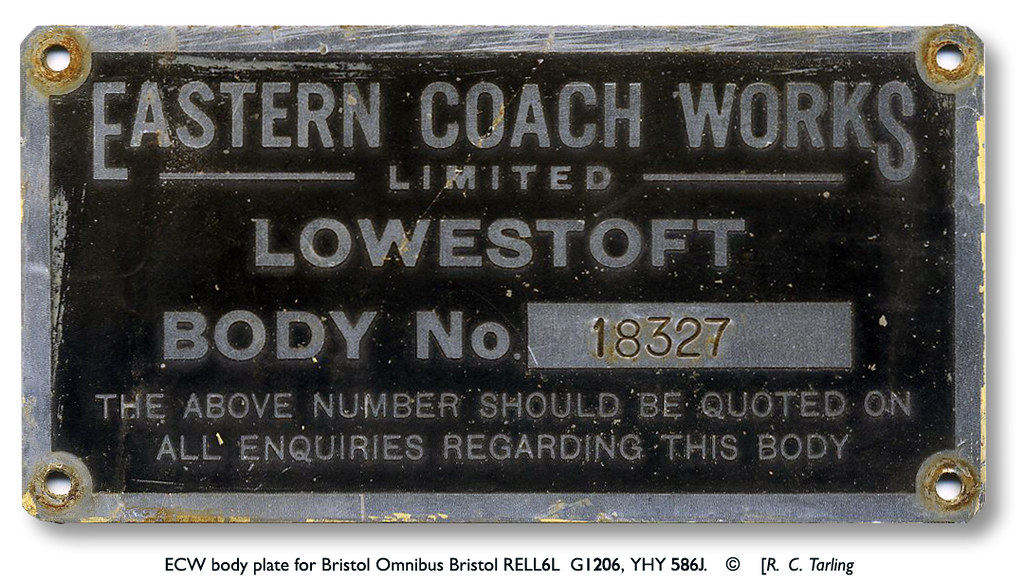 EASTERN COACH WORKS
LIMITED
LOWESTOFT
BODY No. 18327
THE ABOVE NUMBER SHOULD BE QUOTED ON
ALL ENQUIRIES REGARDING THIS BODY
ECW body plate for Bristol Omnibus Bristol RELL6L G1206, YHY 586J. © [R. C. Tarling